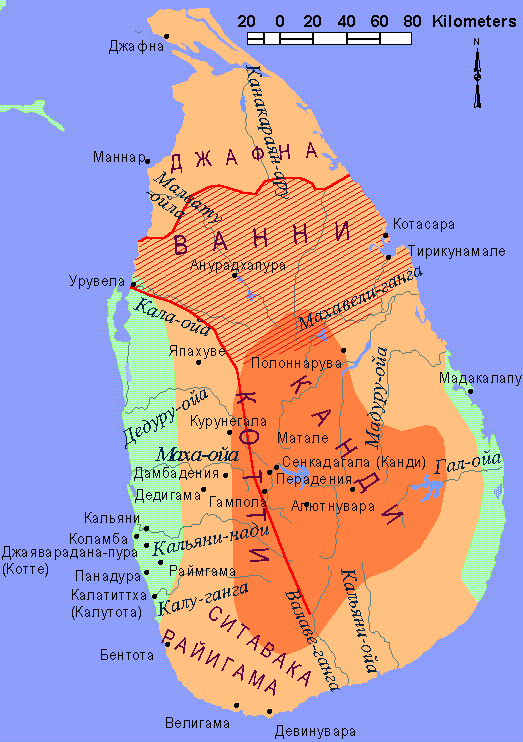 20 0 20 40 60 80 Kilometers
N
Джафна
Канакараян-ару
Маннар
ДЖАФНА
Малвату
-ойла
ВАННИ
Котасара
Тирикунамале
Анурадхапура
Урувела
Махавели-ганга
Кала-ойа
Япахуве
Полоннарува
КАНДИ
Мадуру-ойа
Мадакалапу
Дедуру-ойа
КОТТИ
Курунегала
Матале
Маха-ойа
Сенкадагала (Канди)
Гал-ойа
Дамбадения
Перадения
Дедигама
Гампола
Алютнувара
Кальяни
Коламба
Кальяни-нади
Джаяварадана-пура
(Котте)
Раймгама
Панадура
Калатиттха
(Калутота)
Калу-ганга
Валаве-ганга
Кальяни-ойа
СИТАВАКА
РАЙИГАМА
Бентота
Велигама
Девинувара